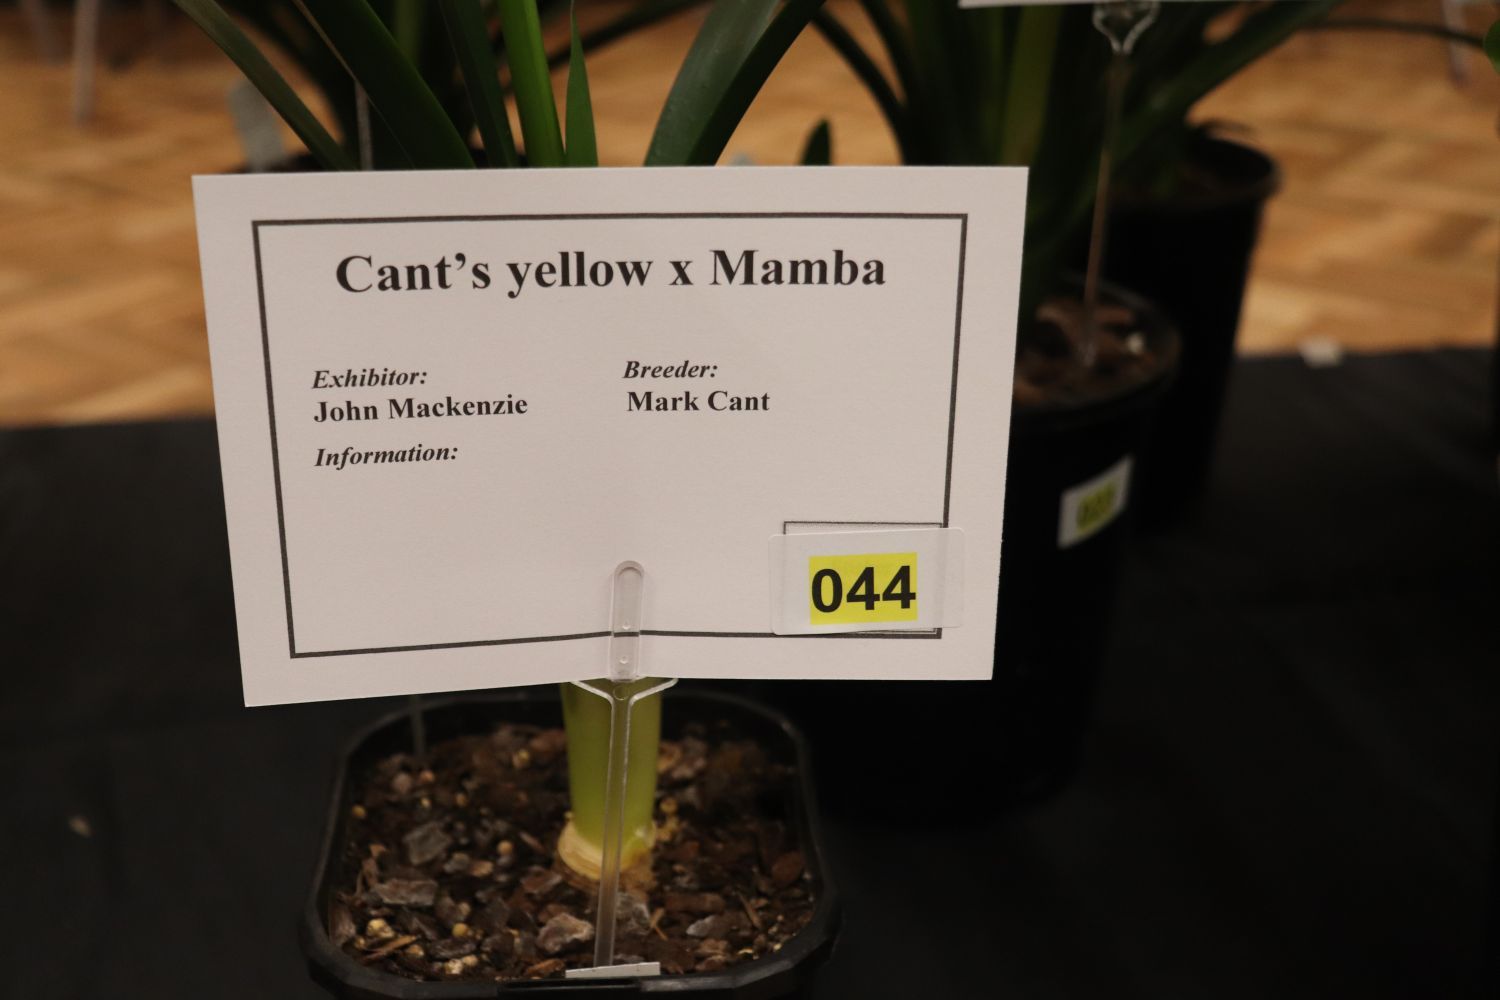 Cant's yellow x Mamba
Exhibitor:
John Mackenzie
Breeder:
Mark Cant
Information:
044